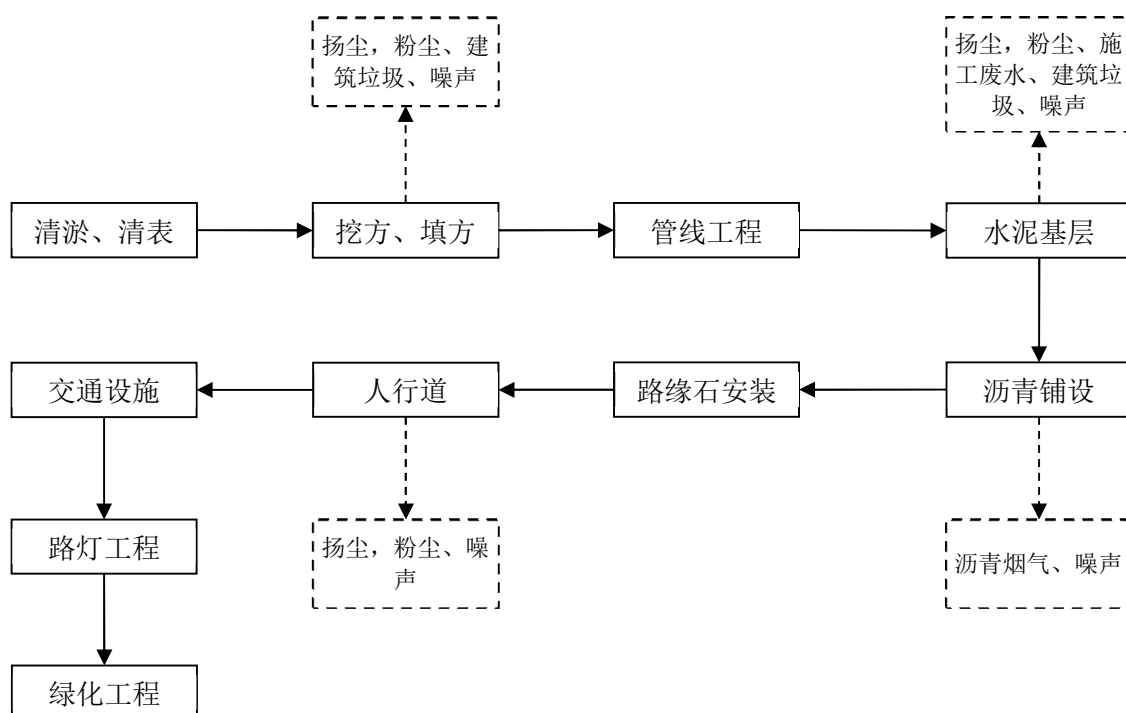 扬尘，粉尘、建
筑垃圾、噪声
扬尘，粉尘、施
工废水、建筑垃
圾、噪声
清淤、清表
挖方、填方
管线工程
水泥基层
交通设施
人行道
路缘石安装
沥青铺设
路灯工程
扬尘，粉尘、噪
声
沥青烟气、噪声
绿化工程